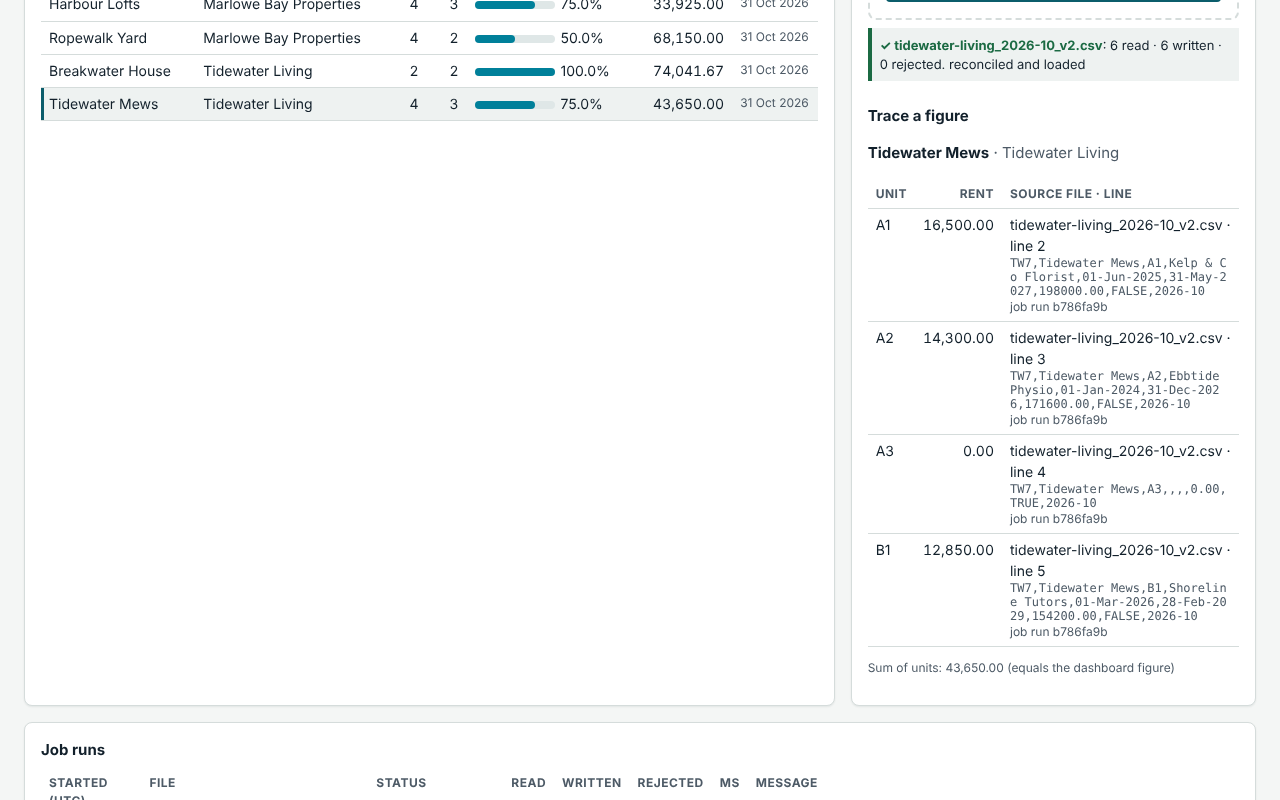 Harbour Lofts Marlowe Bay Properties 4 3 75.0% 33,925.00 31 Oct 2026
Ropewalk Yard Marlowe Bay Properties 4 2 50.0% 68,150.00 31 Oct 2026
Breakwater House Tidewater Living 2 2 100.0% 74,041.67 31 Oct 2026
Tidewater Mews Tidewater Living 4 3 75.0% 43,650.00 31 Oct 2026
✓ tidewater-living_2026-10_v2.csv: 6 read · 6 written ·
0 rejected. reconciled and loaded
Trace a figure
Tidewater Mews · Tidewater Living
UNIT RENT SOURCE FILE · LINE
A1 16,500.00 tidewater-living_2026-10_v2.csv ·
line 2
TW7,Tidewater Mews,A1,Kelp & C
o Florist,01-Jun-2025,31-May-2
027,198000.00,FALSE,2026-10
job run b786fa9b
A2 14,300.00 tidewater-living_2026-10_v2.csv ·
line 3
TW7,Tidewater Mews,A2,Ebbtide
Physio,01-Jan-2024,31-Dec-202
6,171600.00,FALSE,2026-10
job run b786fa9b
A3 0.00 tidewater-living_2026-10_v2.csv ·
line 4
TW7,Tidewater Mews,A3,,,,0.00,
TRUE,2026-10
job run b786fa9b
B1 12,850.00 tidewater-living_2026-10_v2.csv ·
line 5
TW7,Tidewater Mews,B1,Shorelin
e Tutors,01-Mar-2026,28-Feb-20
29,154200.00,FALSE,2026-10
job run b786fa9b
Sum of units: 43,650.00 (equals the dashboard figure)
Job runs
STARTED FILE STATUS READ WRITTEN REJECTED MS MESSAGE
(UTC)